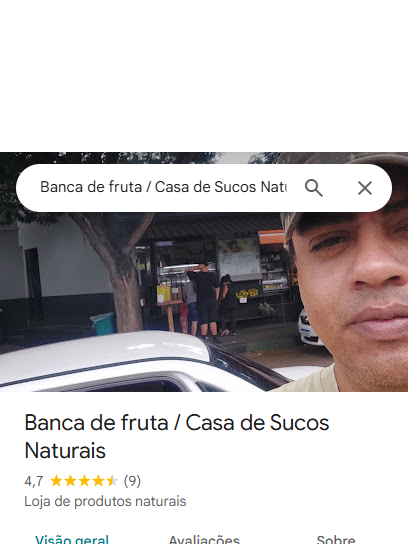 Banca de fruta / Casa de Sucos Natu
Banca de fruta / Casa de Sucos
Naturais
4,7 (9)
Loja de produtos naturais
Visão geral Avaliações Sobre